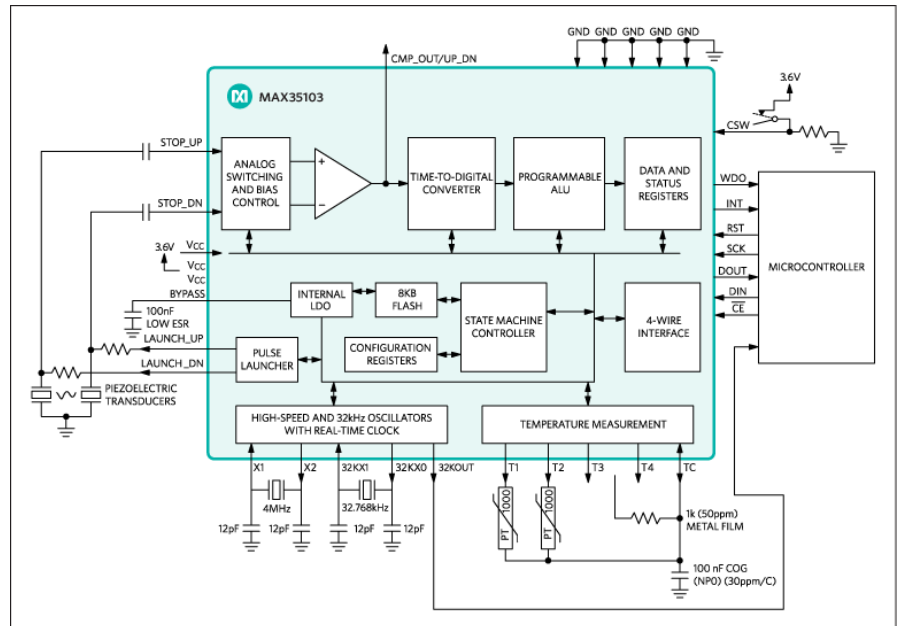 GND GND GND GND GND
CMP_OUT/UP_DN
3.6V
MAX35103
CSW
STOP_UP
ANALOG
SWITCHING
AND BIAS
CONTROL
+
–
TIME-TO-DIGITAL
CONVERTER
PROGRAMMABLE
ALU
DATA AND
STATUS
REGISTERS
WDO
INT
RST
SCK
DOUT
DIN
CE
MICROCONTROLLER
STOP_DN
3.6V
VCC
VCC
VCC
BYPASS
100nF
LOW ESR
INTERNAL
LDO
8KB
FLASH
STATE MACHINE
CONTROLLER
4-WIRE
INTERFACE
LAUNCH_UP
CONFIGURATION
REGISTERS
PULSE
LAUNCHER
LAUNCH_DN
PIEZOELECTRIC
TRANSDUCERS
HIGH-SPEED AND 32kHz OSCILLATORS
WITH REAL-TIME CLOCK
TEMPERATURE MEASUREMENT
X1
X2
32KX1
32KX0
32KOUT
T1
T2
T3
T4
TC
4MHz
32.768kHz
12pF
12pF
12pF
12pF
PT 1000
PT 1000
1k (50ppm)
METAL FILM
100 nF COG
(NP0) (30ppm/C)